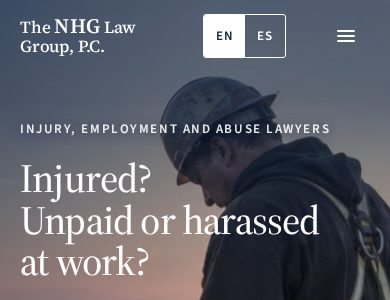 The NHG Law
Group, P.C.
EN ES
INJURY, EMPLOYMENT AND ABUSE LAWYERS
Injured?
Unpaid or harassed
at work?